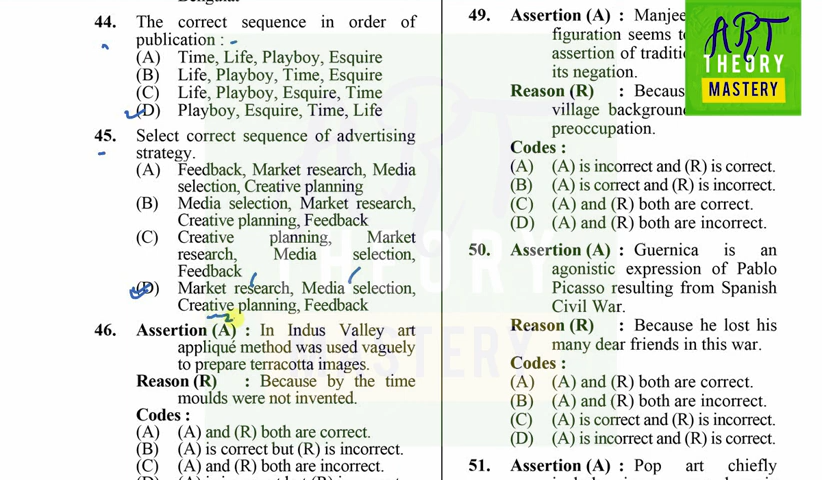 Bengulat
44. The correct sequence in order of
publication :
(A) Time, Life, Playboy, Esquire
(B) Life, Playboy, Time, Esquire
(C) Life, Playboy, Esquire, Time
(D) Playboy, Esquire, Time, Life
45. Select correct sequence of advertising
strategy.
(A) Feedback, Market research, Media
selection, Creative planning
(B) Media selection, Market research,
Creative planning, Feedback
(C) Creative planning, Market
research, Media selection,
Feedback
(D) Market research, Media selection,
Creative planning, Feedback
46. Assertion (A) : In Indus Valley art
appliqué method was used vaguely
to prepare terracotta images.
Reason (R) : Because by the time
moulds were not invented.
Codes :
(A) (A) and (R) both are correct.
(B) (A) is correct but (R) is incorrect.
(C) (A) and (R) both are incorrect.
49. Assertion (A) :
figuration seems
assertion of
its negation.
Reason (R) :
village
preoccupation.
Codes :
(A) (A) is incorrect and (R) is correct.
(B) (A) is correct and (R) is incorrect.
(C) (A) and (R) both are correct.
(D) (A) and (R) both are incorrect.
50. Assertion (A) : Guernica is an
agonistic expression of Pablo
Picasso resulting from Spanish
Civil War.
Reason (R) : Because he lost his
many dear friends in this war.
Codes :
(A) (A) and (R) both are correct.
(B) (A) and (R) both are incorrect.
(C) (A) is correct and (R) is incorrect.
(D) (A) is incorrect and (R) is correct.
51. Assertion (A) : Pop art chiefly
ART
THEORY
MASTERY